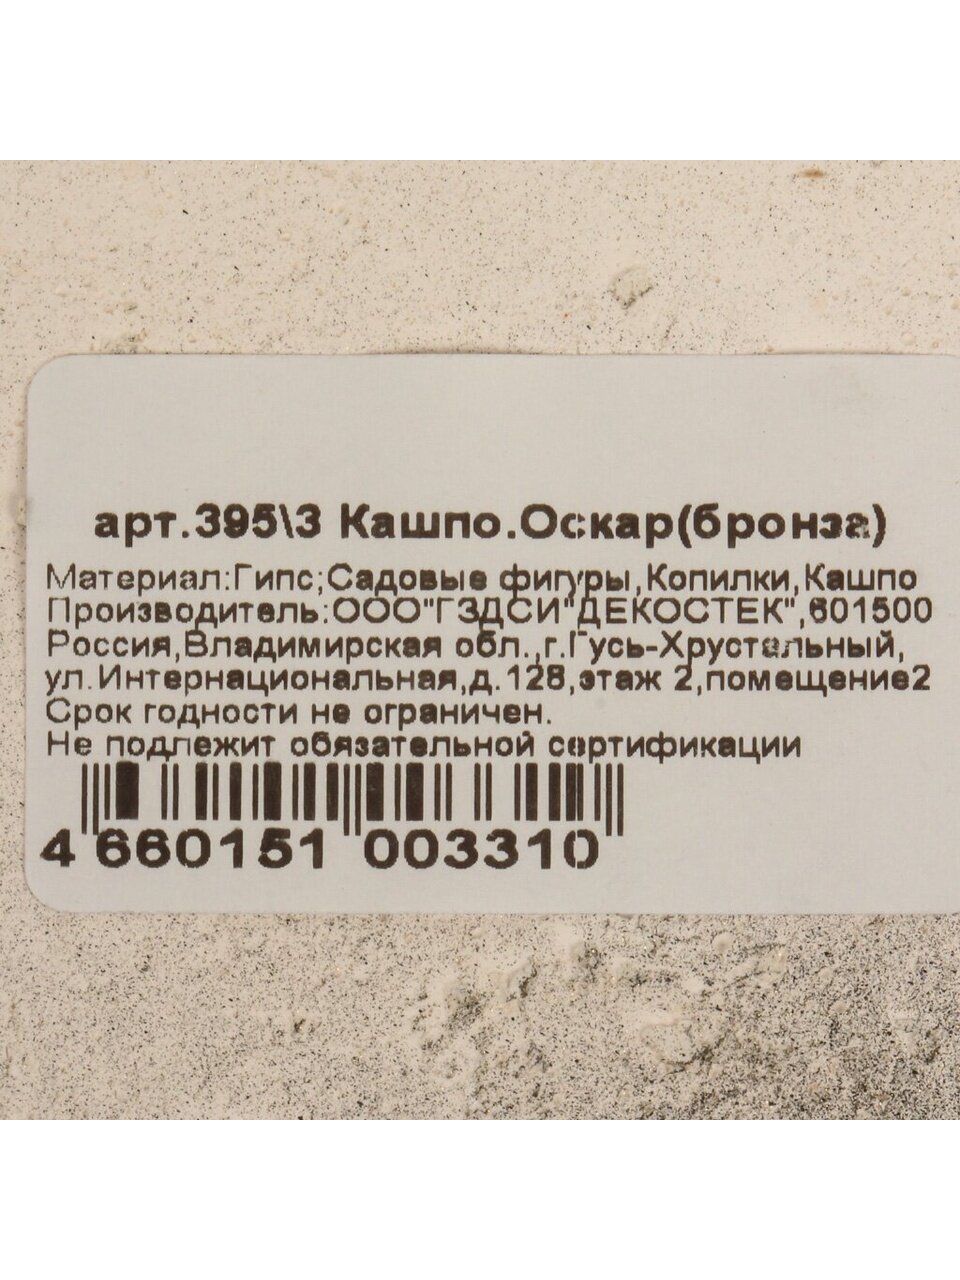 арт.395\3 Кашпо.Оскар(бронза)
Материал:Гипс;Садовые фигуры,Копилки,Кашпо
Производитель:ООО"ГЗДСИ"ДЕКОСТЕК",601500
Россия,Владимирская обл.,г.Гусь-Хрустальный,
ул.Интернациональная,д.128,этаж 2,помещение2
Срок годности не ограничен.
Не подлежит обязательной сертификации
4 660151 003310